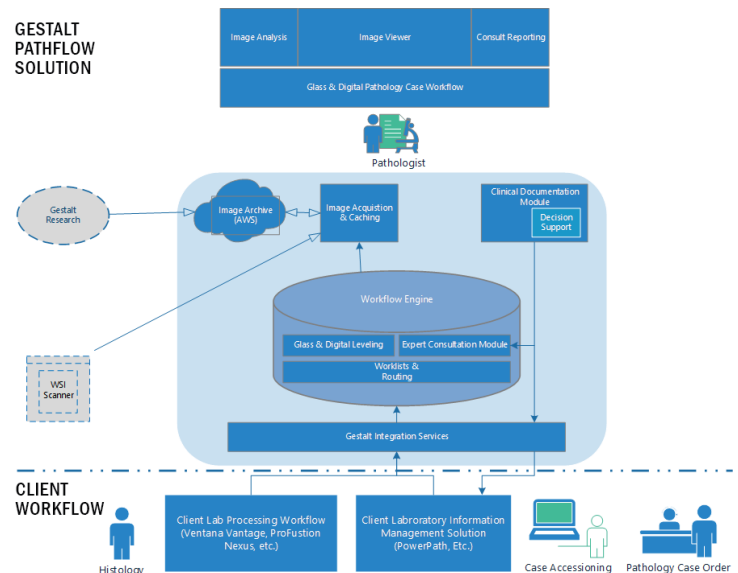 GESTALT
PATHFLOW
SOLUTION
Image Analysis
Image Viewer
Consult Reporting
Glass & Digital Pathology Case Workflow
Pathologist
Gestalt
Research
Image Archive
(AWS)
Image Acquistion
& Caching
Clinical Documentation
Module
Decision
Support
Workflow Engine
Glass & Digital Leveling
Expert Consultation Module
Worklists &
Routing
WSI
Scanner
Gestalt Integration Services
CLIENT
WORKFLOW
Histology
Client Lab Processing Workflow
(Ventana Vantage, ProFustion
Nexus, etc.)
Client Labroratory Information
Management Solution
(PowerPath, Etc.)
Case Accessioning
Pathology Case Order